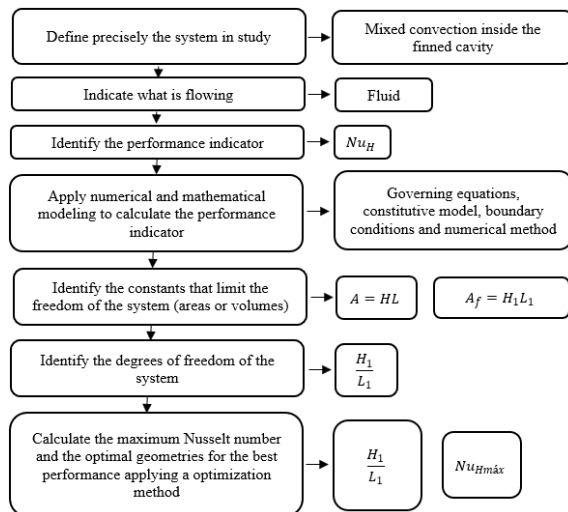 Define precisely the system in study
Mixed convection inside the
finned cavity
Indicate what is flowing
Fluid
Identify the performance indicator
Nu_H
Apply numerical and mathematical
modeling to calculate the performance
indicator
Governing equations,
constitutive model, boundary
conditions and numerical method
Identify the constants that limit the
freedom of the system (areas or volumes)
A = HL
A_f = H_1L_1
Identify the degrees of freedom of the
system
H_1
L_1
Calculate the maximum Nusselt number
and the optimal geometries for the best
performance applying a optimization
method
H_1
L_1
Nu_{Hmáx}